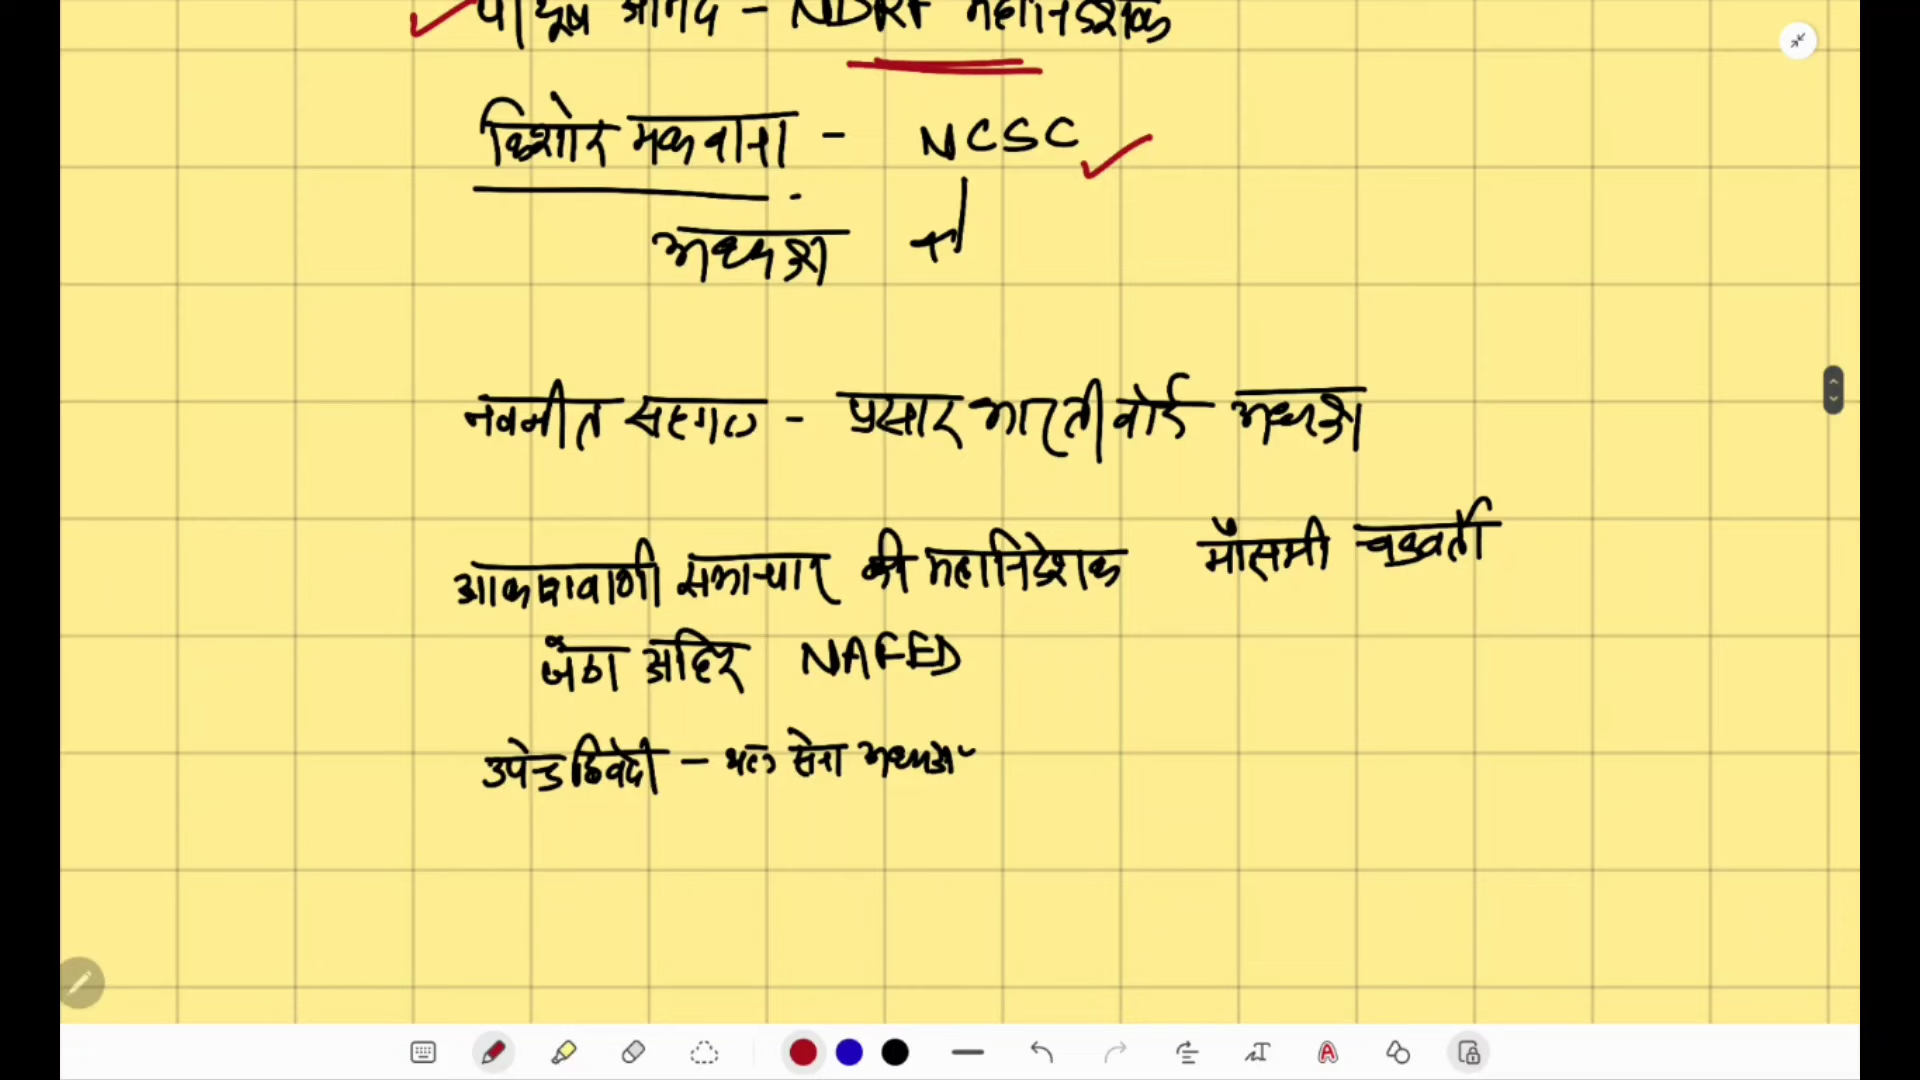 पीयूष आनंद - NDRF महानिदेशक
किशोर मकवाना - NCSC
अध्यक्ष
नवनीत सहगल - प्रसार भारती बोर्ड अध्यक्ष
आकाशवाणी समाचार की महानिदेशक मौसमी चक्रवर्ती
जेठा अहिर NAFED
उपेन्द्र द्विवेदी - थल सेना अध्यक्ष